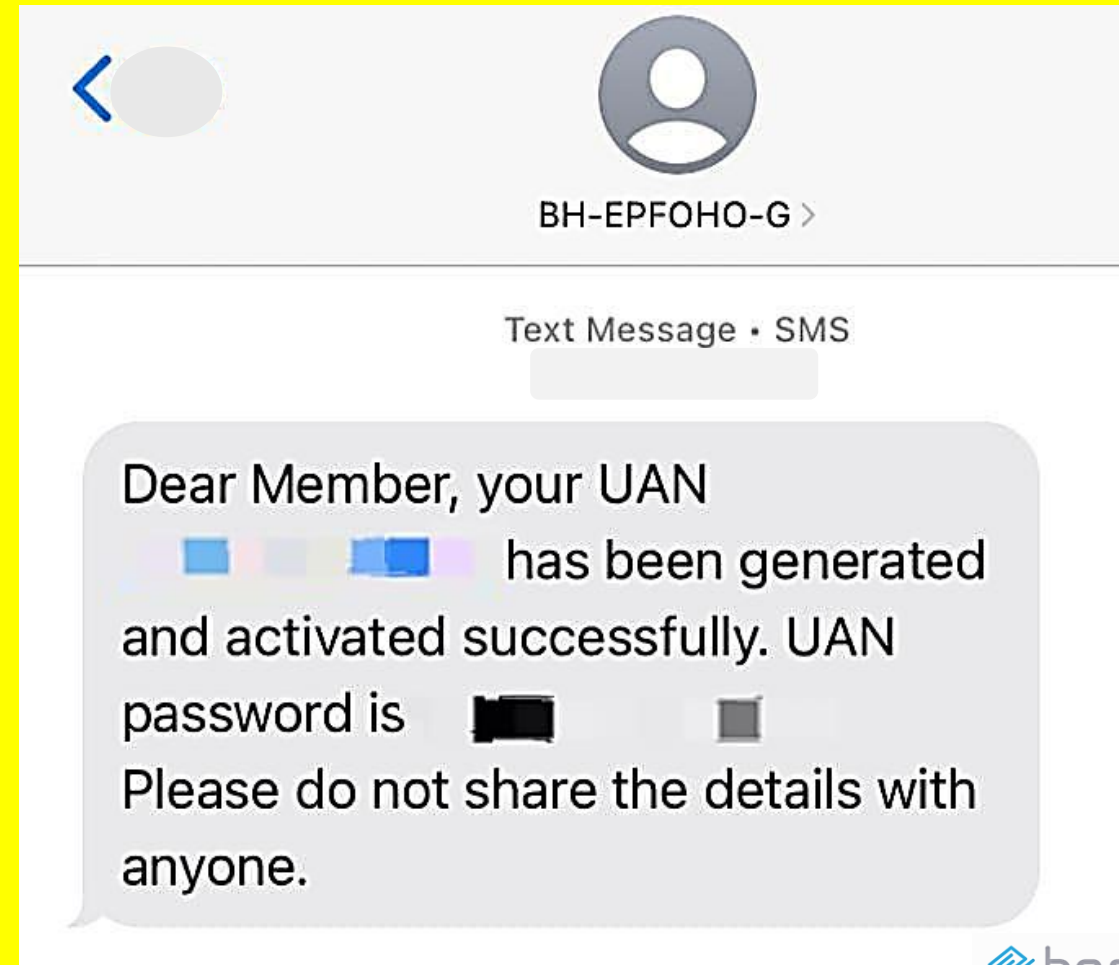 BH-EPFOHO-G
Text Message • SMS
Dear Member, your UAN
has been generated
and activated successfully. UAN
password is
Please do not share the details with
anyone.